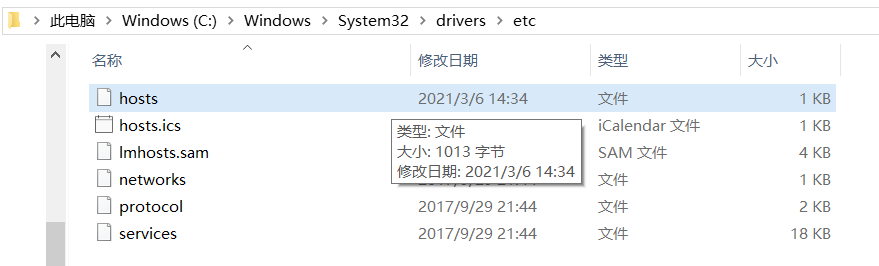 此电脑 > Windows (C:) > Windows > System32 > drivers > etc
名称 修改日期 类型 大小
hosts 2021/3/6 14:34 文件 1 KB
hosts.ics iCalendar 文件 1 KB
lmhosts.sam SAM 文件 4 KB
networks 文件 1 KB
protocol 2017/9/29 21:44 文件 2 KB
services 2017/9/29 21:44 文件 18 KB
类型: 文件
大小: 1013 字节
修改日期: 2021/3/6 14:34